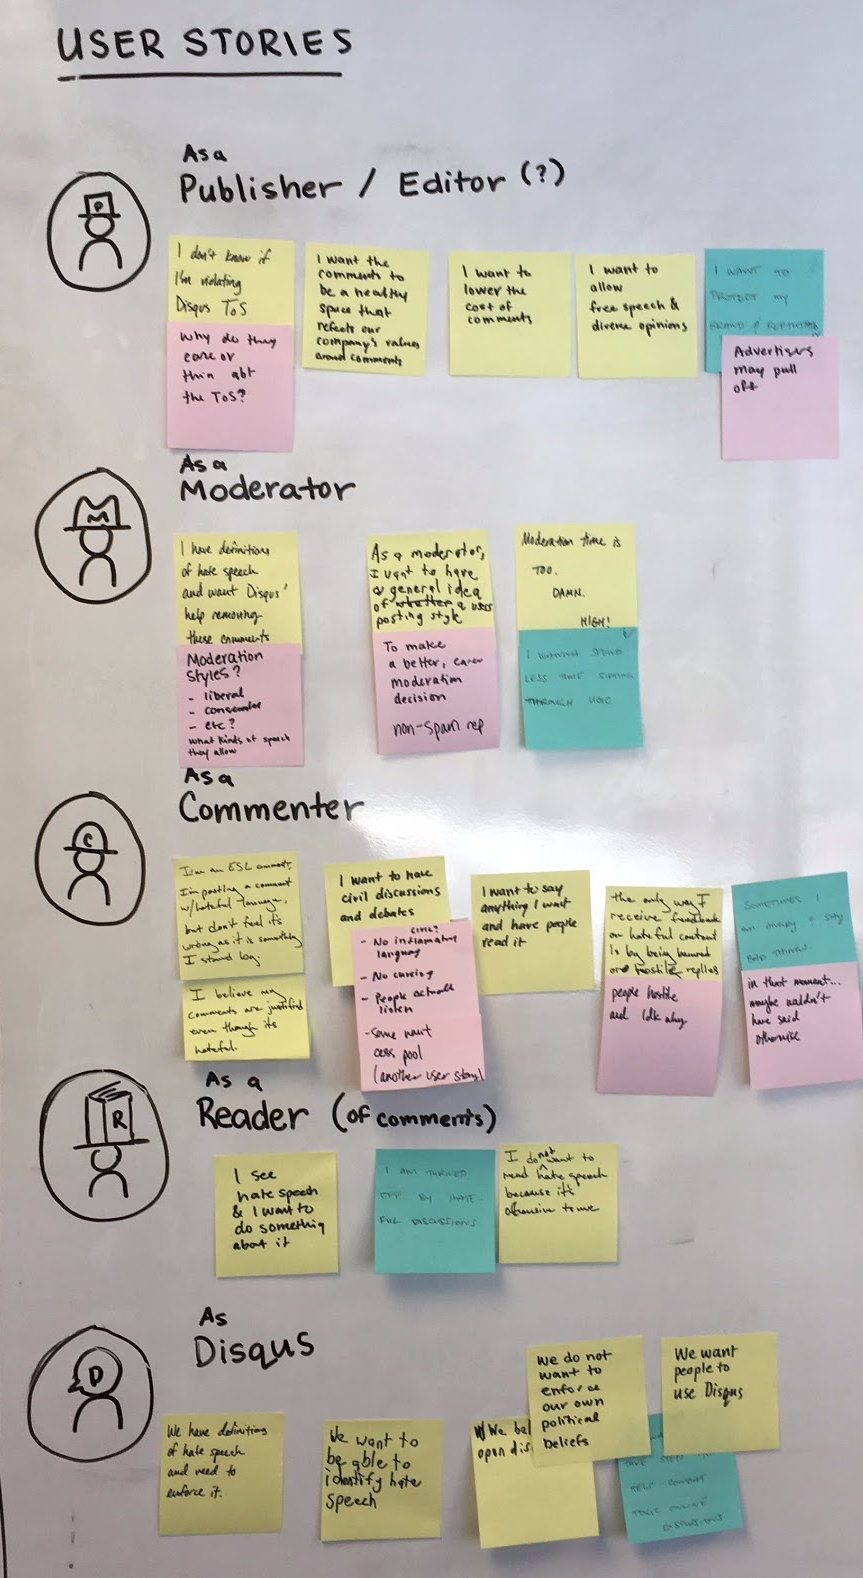 USER STORIES
As a
Publisher / Editor (?)
P
I don't know if
I'm violating
Disqus ToS
Why do they
care or
thin abt
the ToS?
I want the
comments to
be a healthy
space that
reflects our
company's values
around comments
I want to
lower the
cost of
comments
I want to
allow
free speech &
diverse opinions
I WANT TO
PROTECT MY
BRAND & REPUTATION
Advertisers
may pull
off
As a
Moderator
M
I have definitions
of hate speech
and want Disqus'
help removing
these comments
Moderation
styles?
- liberal
- conservative
- etc?
what kinds of speech
they allow
As a moderator,
I want to have
a general idea
of whether a users
posting style
To make
a better, easier
moderation
decision
non-spam rep
Moderation time is
TOO.
DAMN.
HIGH!
I WANNA SPEND
LESS TIME
THROUGH UGC
As a
Commenter
C
I'm an ESL commenter,
I'm posting a comment
w/hateful language,
but don't feel it's
wrong as it is something
I stand by.
I believe my
comments are justified
even though its
hateful.
I want to have
civil discussions
and debates
civil?
- No inflamatory
language
- No cursing
- People actually
listen
- Some want
cess pool
(another user story)
I want to say
anything I want
and have people
read it
the only way I
receive feedback
on hateful content
is by being banned
or hostile replies
people hostile
and Idk why
SOMETIMES I
AM ANGRY & SAY
BAD THINGS.
in that moment...
maybe wouldn't
have said
otherwise
As a
Reader (of comments)
R
I see
hate speech
& I want to
do something
about it
I AM TURNED
OFF BY HATE
FUL DISCUSSIONS
I do not want to
read hate speech
because it's
offensive to me
As
Disqus
D
We have definitions
of hate speech
and need to
enforce it.
We want to
be able to
identify hate
speech
We bel
open dis
We do not
want to
enforce
our own
political
beliefs
We want
people to
use Disqus
HELP COMBAT
TOXIC ONLINE
DISCUSSIONS